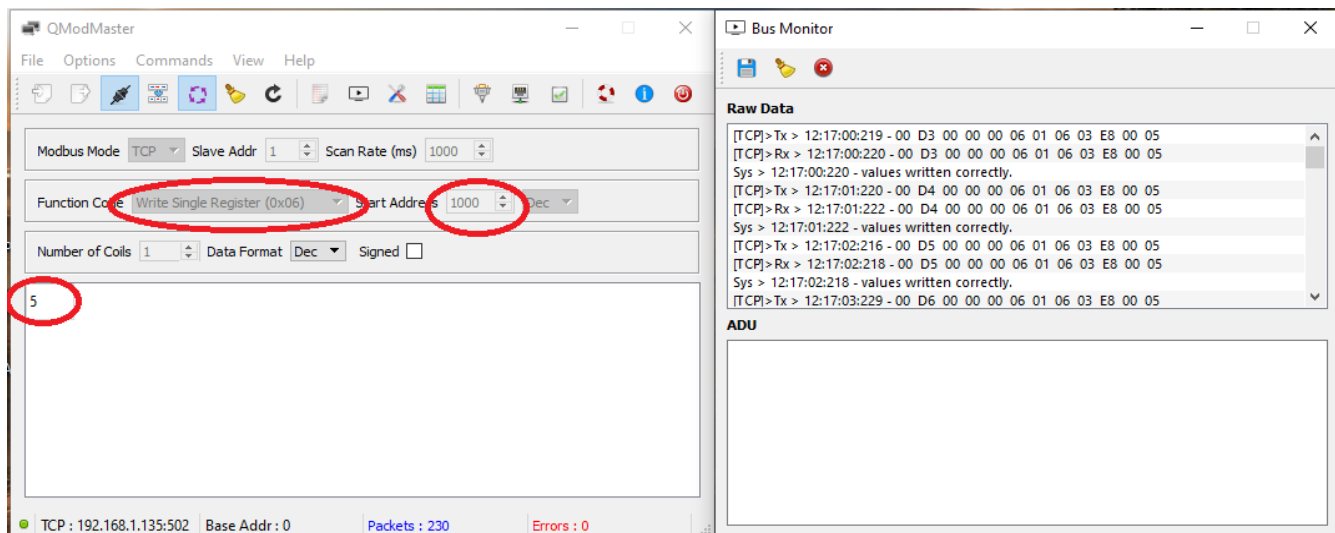 QModMaster
File Options Commands View Help
Modbus Mode TCP Slave Addr 1 Scan Rate (ms) 1000
Function Code Write Single Register (0x06) Start Address 1000 Dec
Number of Coils 1 Data Format Dec Signed
5
TCP : 192.168.1.135:502 Base Addr : 0 Packets : 230 Errors : 0
Bus Monitor
Raw Data
[TCP]>Tx > 12:17:00:219 - 00 D3 00 00 00 06 01 06 03 E8 00 05
[TCP]>Rx > 12:17:00:220 - 00 D3 00 00 00 06 01 06 03 E8 00 05
Sys > 12:17:00:220 - values written correctly.
[TCP]>Tx > 12:17:01:220 - 00 D4 00 00 00 06 01 06 03 E8 00 05
[TCP]>Rx > 12:17:01:222 - 00 D4 00 00 00 06 01 06 03 E8 00 05
Sys > 12:17:01:222 - values written correctly.
[TCP]>Tx > 12:17:02:216 - 00 D5 00 00 00 06 01 06 03 E8 00 05
[TCP]>Rx > 12:17:02:218 - 00 D5 00 00 00 06 01 06 03 E8 00 05
Sys > 12:17:02:218 - values written correctly.
[TCP]>Tx > 12:17:03:229 - 00 D6 00 00 00 06 01 06 03 E8 00 05
ADU